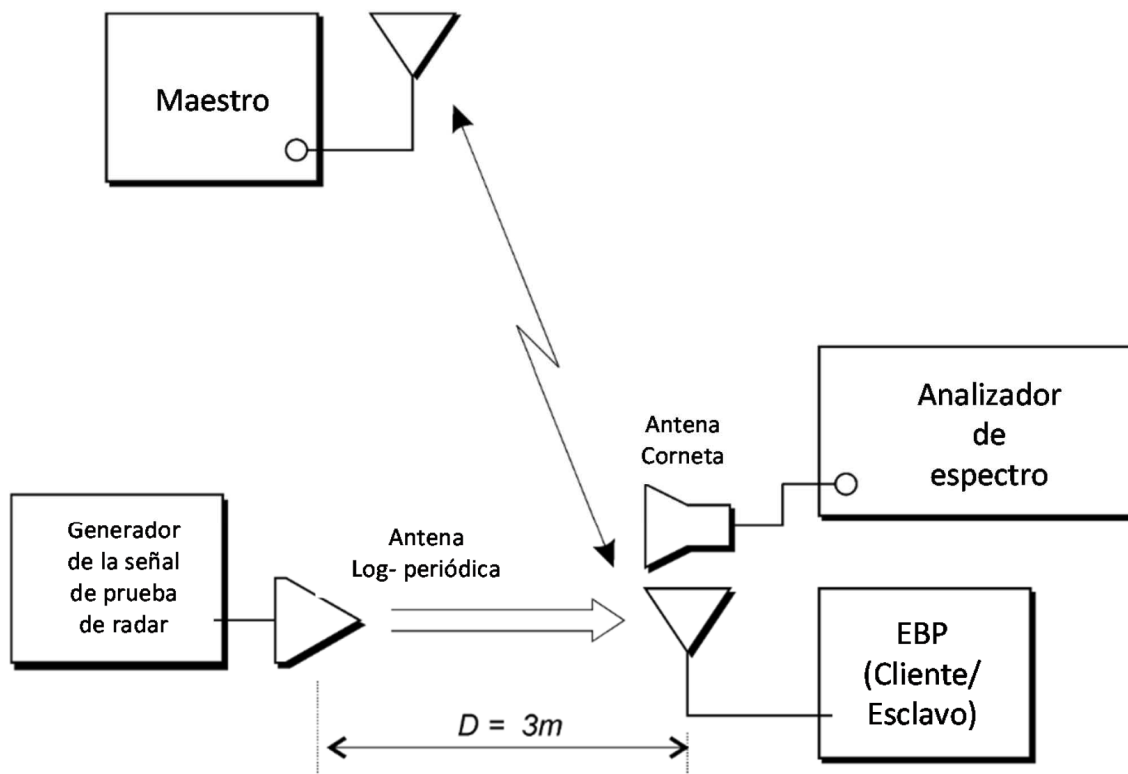 Maestro
Analizador
de
espectro
Antena
Corneta
Generador
de la señal
de prueba
de radar
Antena
Log- periódica
EBP
(Cliente/
Esclavo)
D = 3m